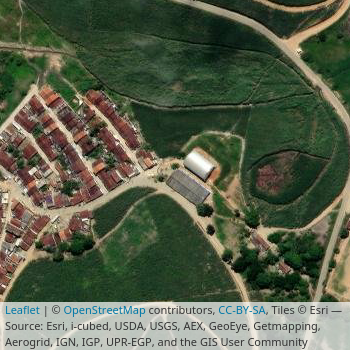 Leaflet | © OpenStreetMap contributors, CC-BY-SA, Tiles © Esri —
Source: Esri, i-cubed, USDA, USGS, AEX, GeoEye, Getmapping,
Aerogrid, IGN, IGP, UPR-EGP, and the GIS User Community